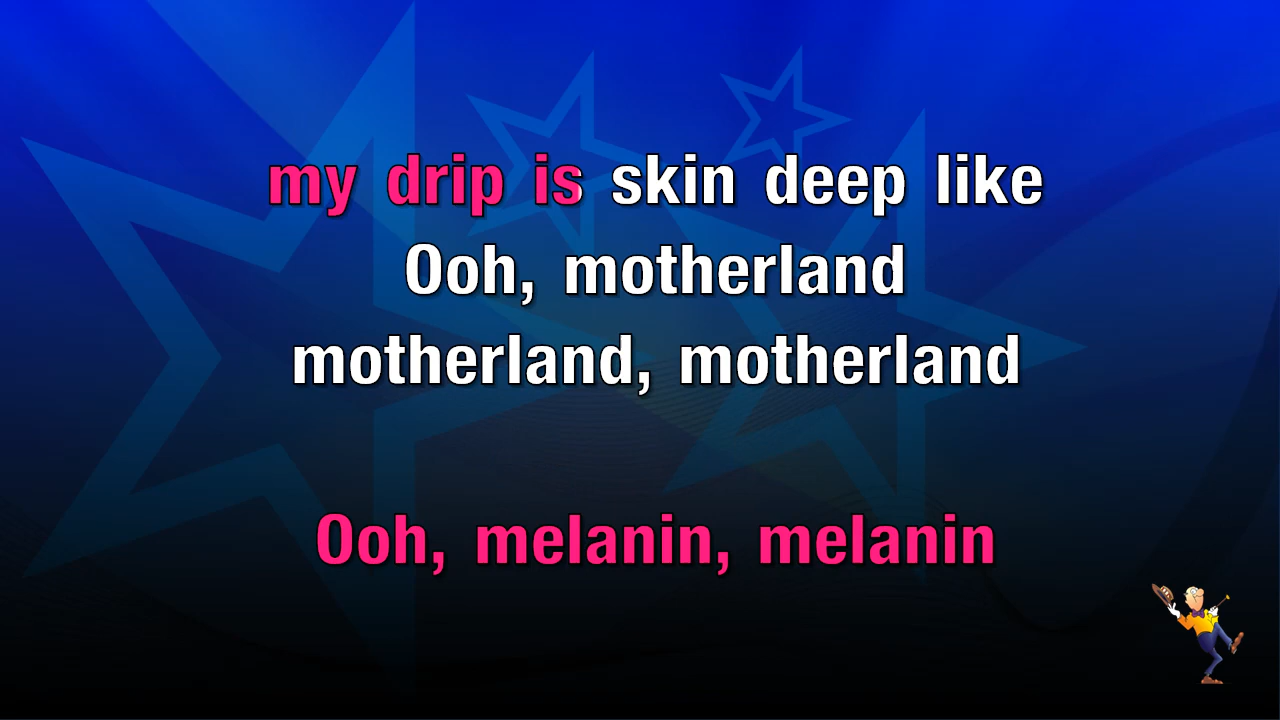 my drip is skin deep like
Ooh, motherland
motherland, motherland
Ooh, melanin, melanin